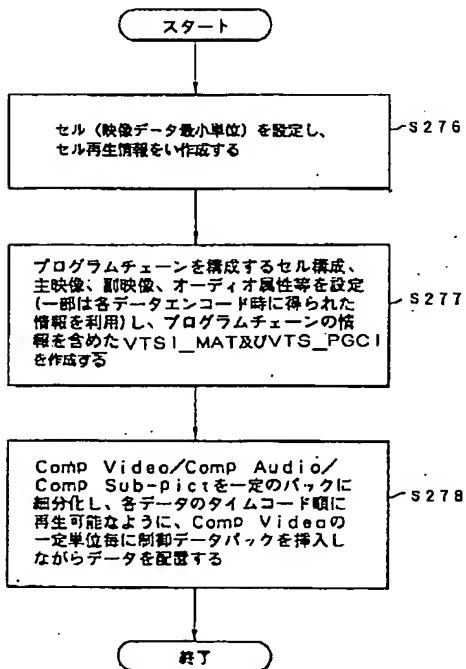 スタート
セル(映像データ最小単位)を設定し、
セル再生情報をい作成する
S276
プログラムチェーンを構成するセル構成、
主映像、副映像、オーディオ属性等を設定
(一部は各データエンコード時に得られた
情報を利用)し、プログラムチェーンの情
報を含めたVTSI_MAT及びVTS_PGCI
を作成する
S277
Comp Video/Comp Audio/
Comp Sub-pictを一定のパックに
細分化し、各データのタイムコード順に
再生可能なように、Comp Videoの
一定単位毎に制御データパックを挿入し
ながらデータを配置する
S278
終了